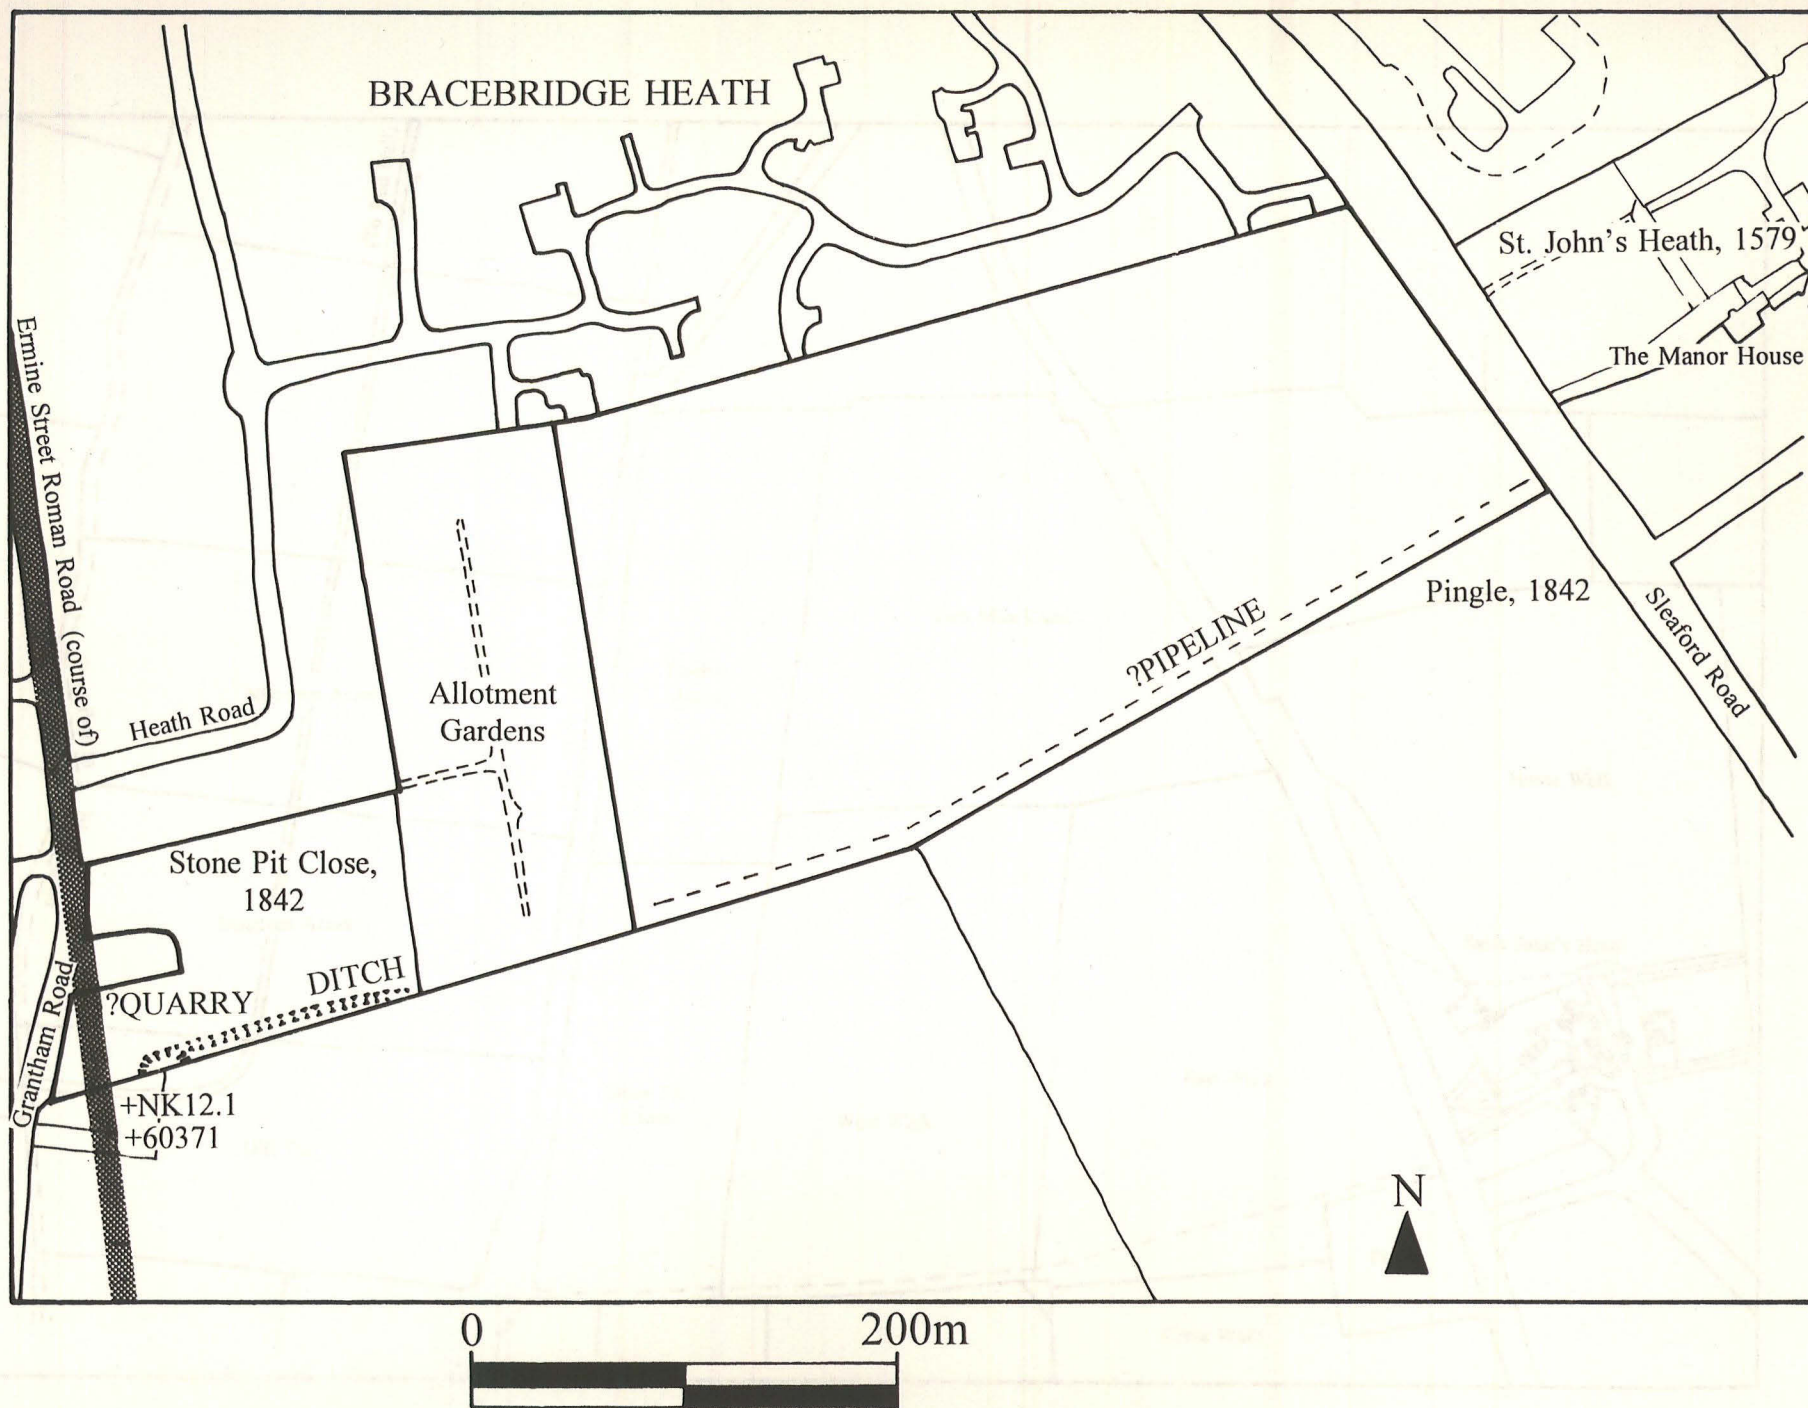 BRACEBRIDGE HEATH
St. John's Heath, 1579
The Manor House
Ermine Street Roman Road (course of)
Pingle, 1842
?PIPELINE
Sleaford Road
Allotment
Gardens
Heath Road
Stone Pit Close,
1842
DITCH
?QUARRY
Grantham Road
+NK12.1
+60371
N
0
200m